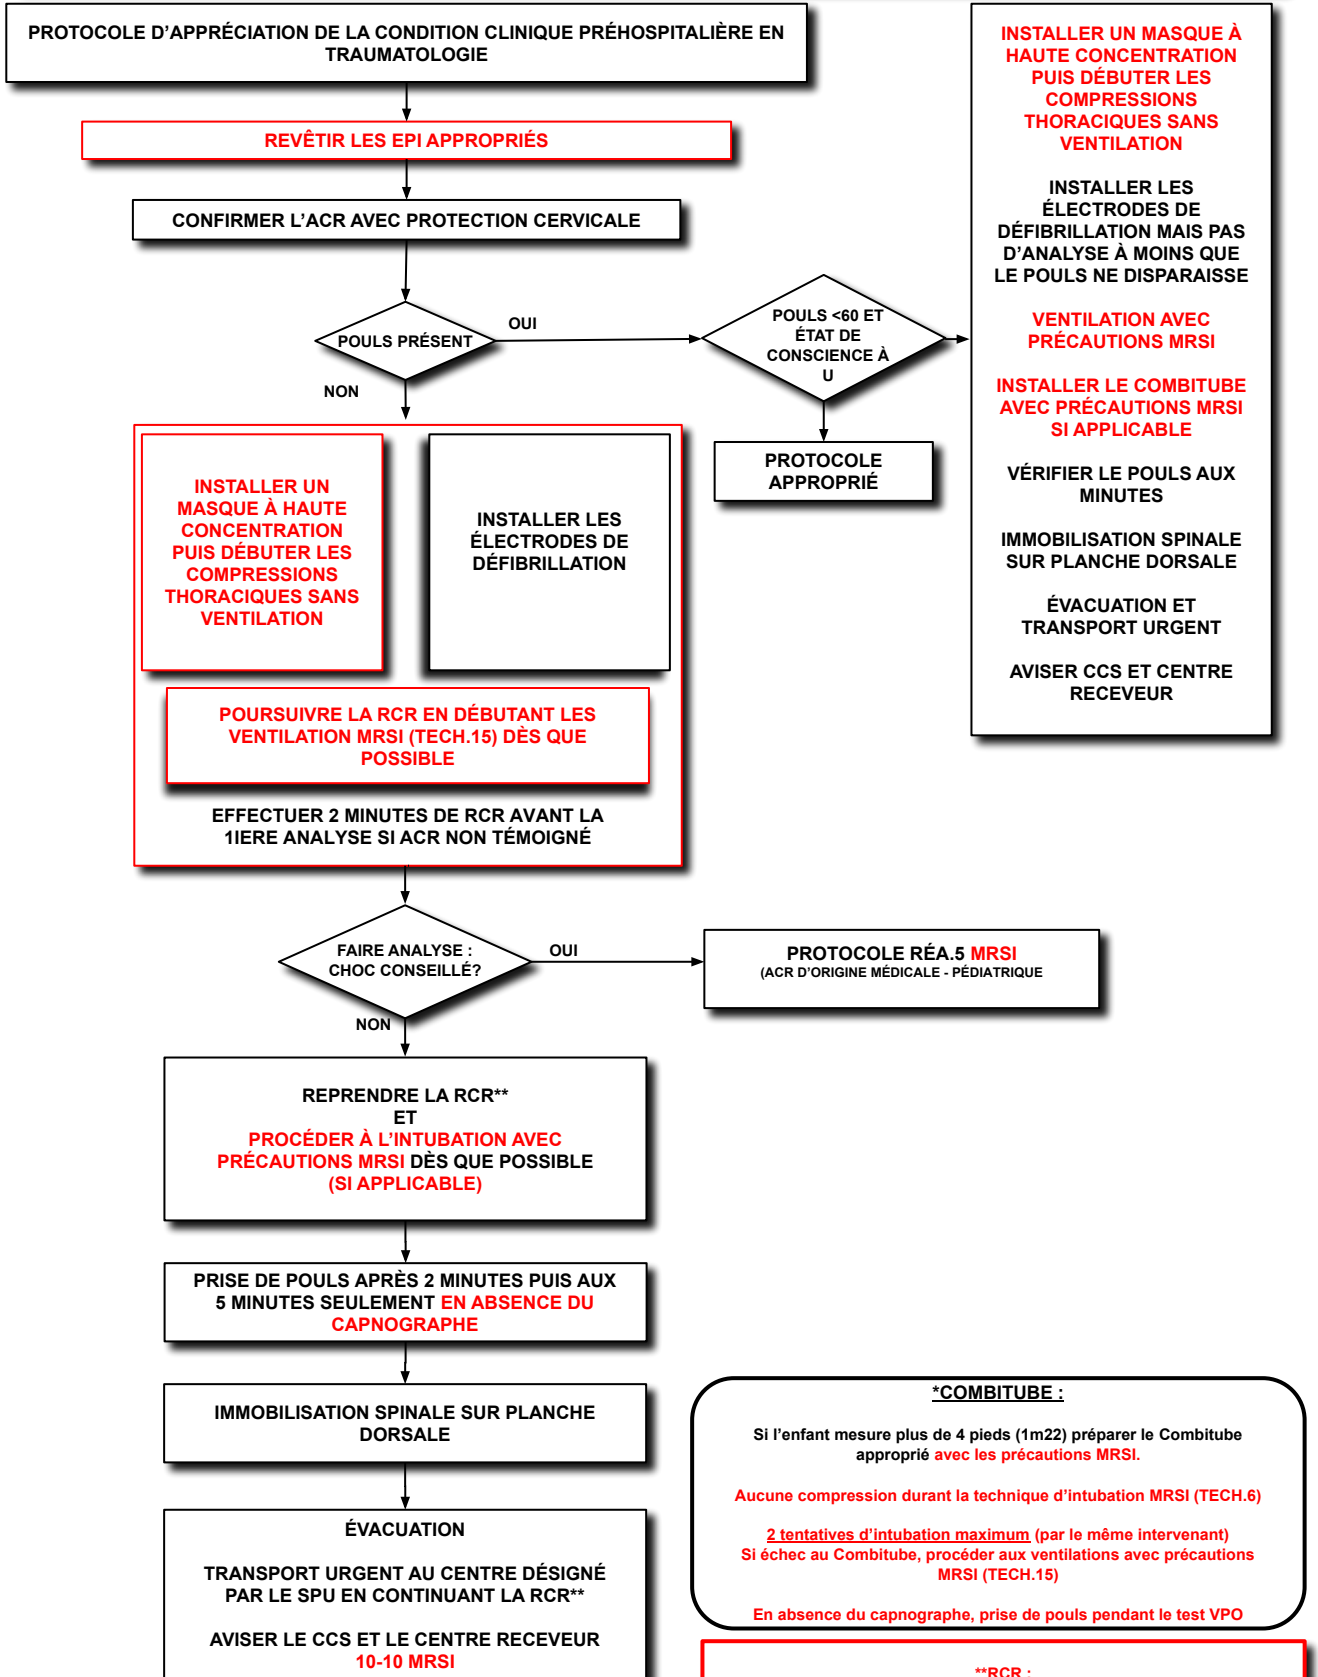 PROTOCOLE D'APPRÉCIATION DE LA CONDITION CLINIQUE PRÉHOSPITALIÈRE EN
TRAUMATOLOGIE
REVÊTIR LES EPI APPROPRIÉS
CONFIRMER L'ACR AVEC PROTECTION CERVICALE
POULS PRÉSENT
OUI
NON
POULS <60 ET
ÉTAT DE
CONSCIENCE À
U
PROTOCOLE
APPROPRIÉ
INSTALLER UN MASQUE À
HAUTE CONCENTRATION
PUIS DÉBUTER LES
COMPRESSIONS
THORACIQUES SANS
VENTILATION
INSTALLER LES
ÉLECTRODES DE
DÉFIBRILLATION MAIS PAS
D'ANALYSE À MOINS QUE
LE POULS NE DISPARAISSE
VENTILATION AVEC
PRÉCAUTIONS MRSI
INSTALLER LE COMBITUBE
AVEC PRÉCAUTIONS MRSI
SI APPLICABLE
VÉRIFIER LE POULS AUX
MINUTES
IMMOBILISATION SPINALE
SUR PLANCHE DORSALE
ÉVACUATION ET
TRANSPORT URGENT
AVISER CCS ET CENTRE
RECEVEUR
INSTALLER UN
MASQUE À HAUTE
CONCENTRATION
PUIS DÉBUTER LES
COMPRESSIONS
THORACIQUES SANS
VENTILATION
INSTALLER LES
ÉLECTRODES DE
DÉFIBRILLATION
POURSUIVRE LA RCR EN DÉBUTANT LES
VENTILATION MRSI (TECH.15) DÈS QUE
POSSIBLE
EFFECTUER 2 MINUTES DE RCR AVANT LA
1IERE ANALYSE SI ACR NON TÉMOIGNÉ
FAIRE ANALYSE :
CHOC CONSEILLÉ?
OUI
NON
PROTOCOLE RÉA.5 MRSI
(ACR D'ORIGINE MÉDICALE - PÉDIATRIQUE
REPRENDRE LA RCR**
ET
PROCÉDER À L'INTUBATION AVEC
PRÉCAUTIONS MRSI DÈS QUE POSSIBLE
(SI APPLICABLE)
PRISE DE POULS APRÈS 2 MINUTES PUIS AUX
5 MINUTES SEULEMENT EN ABSENCE DU
CAPNOGRAPHE
IMMOBILISATION SPINALE SUR PLANCHE
DORSALE
ÉVACUATION
TRANSPORT URGENT AU CENTRE DÉSIGNÉ
PAR LE SPU EN CONTINUANT LA RCR**
AVISER LE CCS ET LE CENTRE RECEVEUR
10-10 MRSI
*COMBITUBE :
Si l'enfant mesure plus de 4 pieds (1m22) préparer le Combitube
approprié avec les précautions MRSI.
Aucune compression durant la technique d'intubation MRSI (TECH.6)
2 tentatives d'intubation maximum (par le même intervenant)
Si échec au Combitube, procéder aux ventilations avec précautions
MRSI (TECH.15)
En absence du capnographe, prise de pouls pendant le test VPO
**RCR :